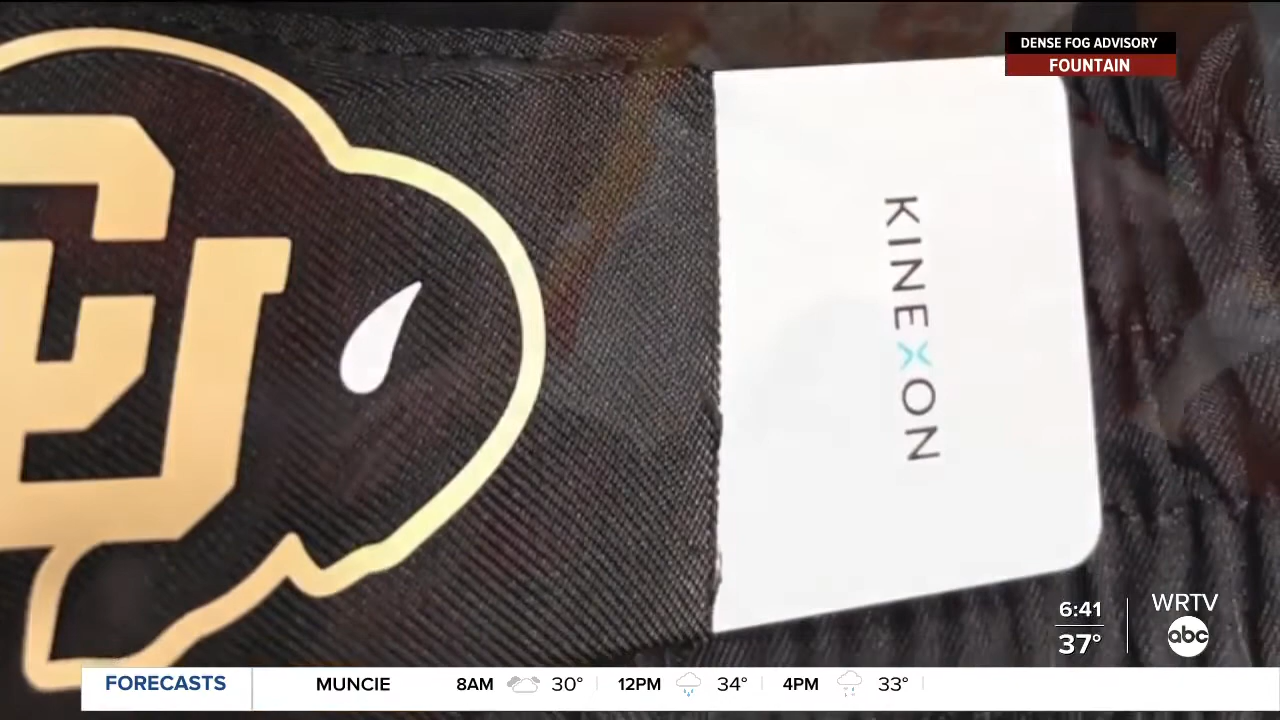 DENSE FOG ADVISORY
FOUNTAIN
CU
KINEXON
6:41
37°
WRTV
abc
FORECASTS MUNCIE 8AM 30° 12PM 34° 4PM 33°